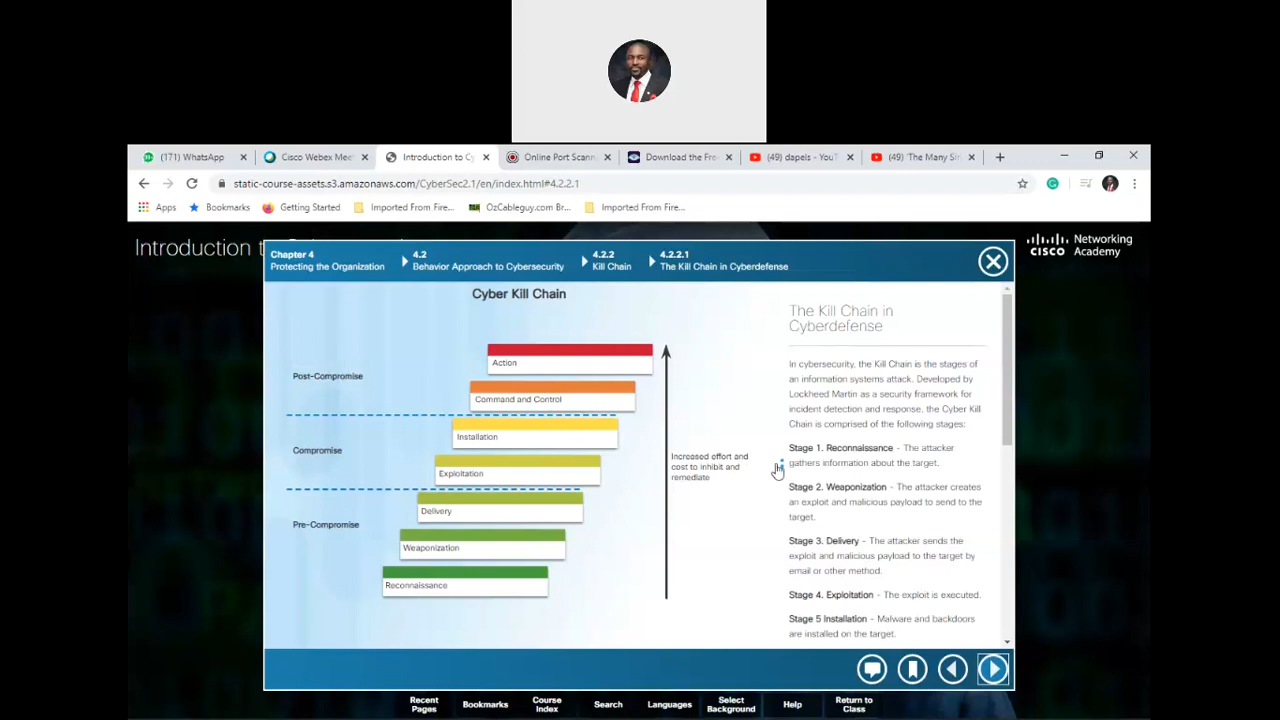 (171) WhatsApp
Cisco Webex Mee
Introduction to Cy
Online Port Scann
Download the Fre
(49) dapels - YouT
(49) 'The Many Sin
static-course-assets.s3.amazonaws.com/CyberSec2.1/en/index.html#4.2.2.1
Apps
Bookmarks
Getting Started
Imported From Fire...
OzCableguy.com Br...
Imported From Fire...
Introduction to
Networking
CISCO Academy
Chapter 4
Protecting the Organization
4.2
Behavior Approach to Cybersecurity
4.2.2
Kill Chain
4.2.2.1
The Kill Chain in Cyberdefense
Cyber Kill Chain
Post-Compromise
Compromise
Pre-Compromise
Action
Command and Control
Installation
Exploitation
Delivery
Weaponization
Reconnaissance
Increased effort and
cost to inhibit and
remediate
The Kill Chain in
Cyberdefense
In cybersecurity, the Kill Chain is the stages of
an information systems attack. Developed by
Lockheed Martin as a security framework for
incident detection and response, the Cyber Kill
Chain is comprised of the following stages:
Stage 1. Reconnaissance - The attacker
gathers information about the target.
Stage 2. Weaponization - The attacker creates
an exploit and malicious payload to send to the
target.
Stage 3. Delivery - The attacker sends the
exploit and malicious payload to the target by
email or other method.
Stage 4. Exploitation - The exploit is executed.
Stage 5 Installation - Malware and backdoors
are installed on the target.
Recent
Pages
Bookmarks
Course
Index
Search
Languages
Select
Background
Help
Return to
Class